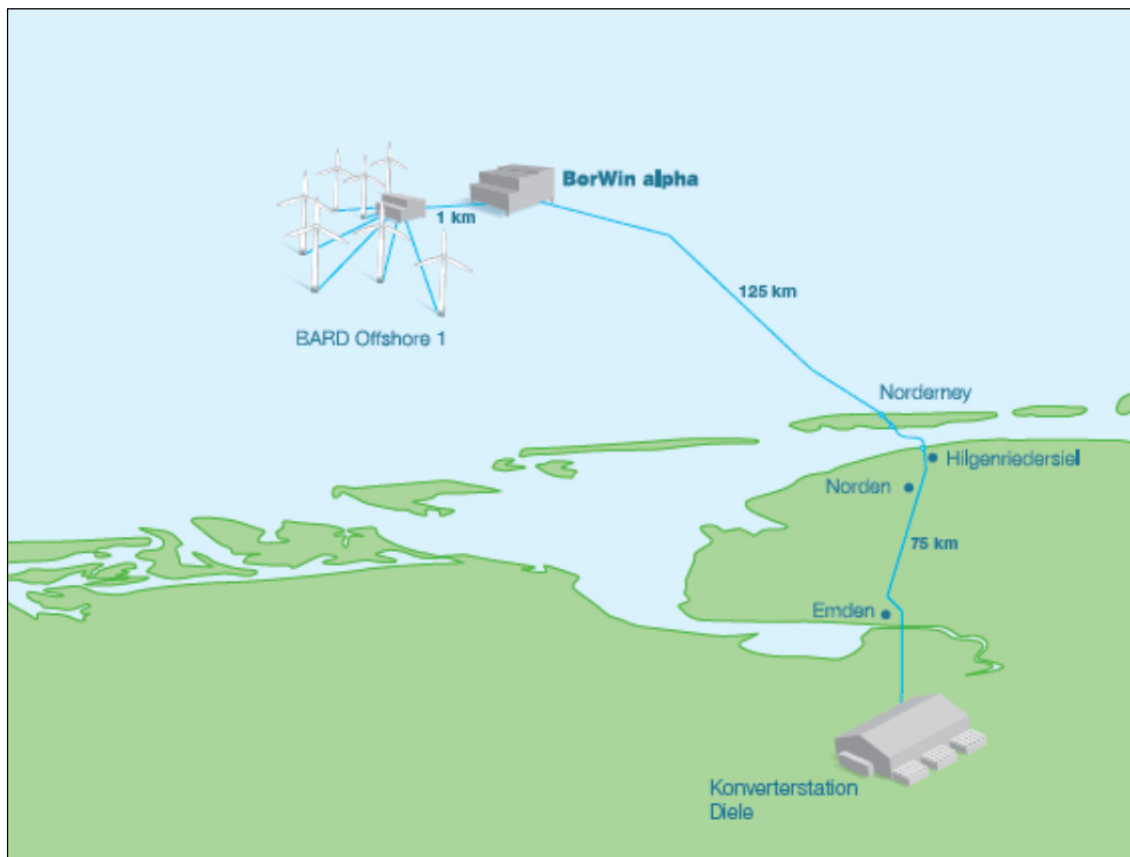 BorWin alpha
1 km
BARD Offshore 1
125 km
Norderney
Hilgenriedersiel
Norden
75 km
Emden
Konverterstation
Diele